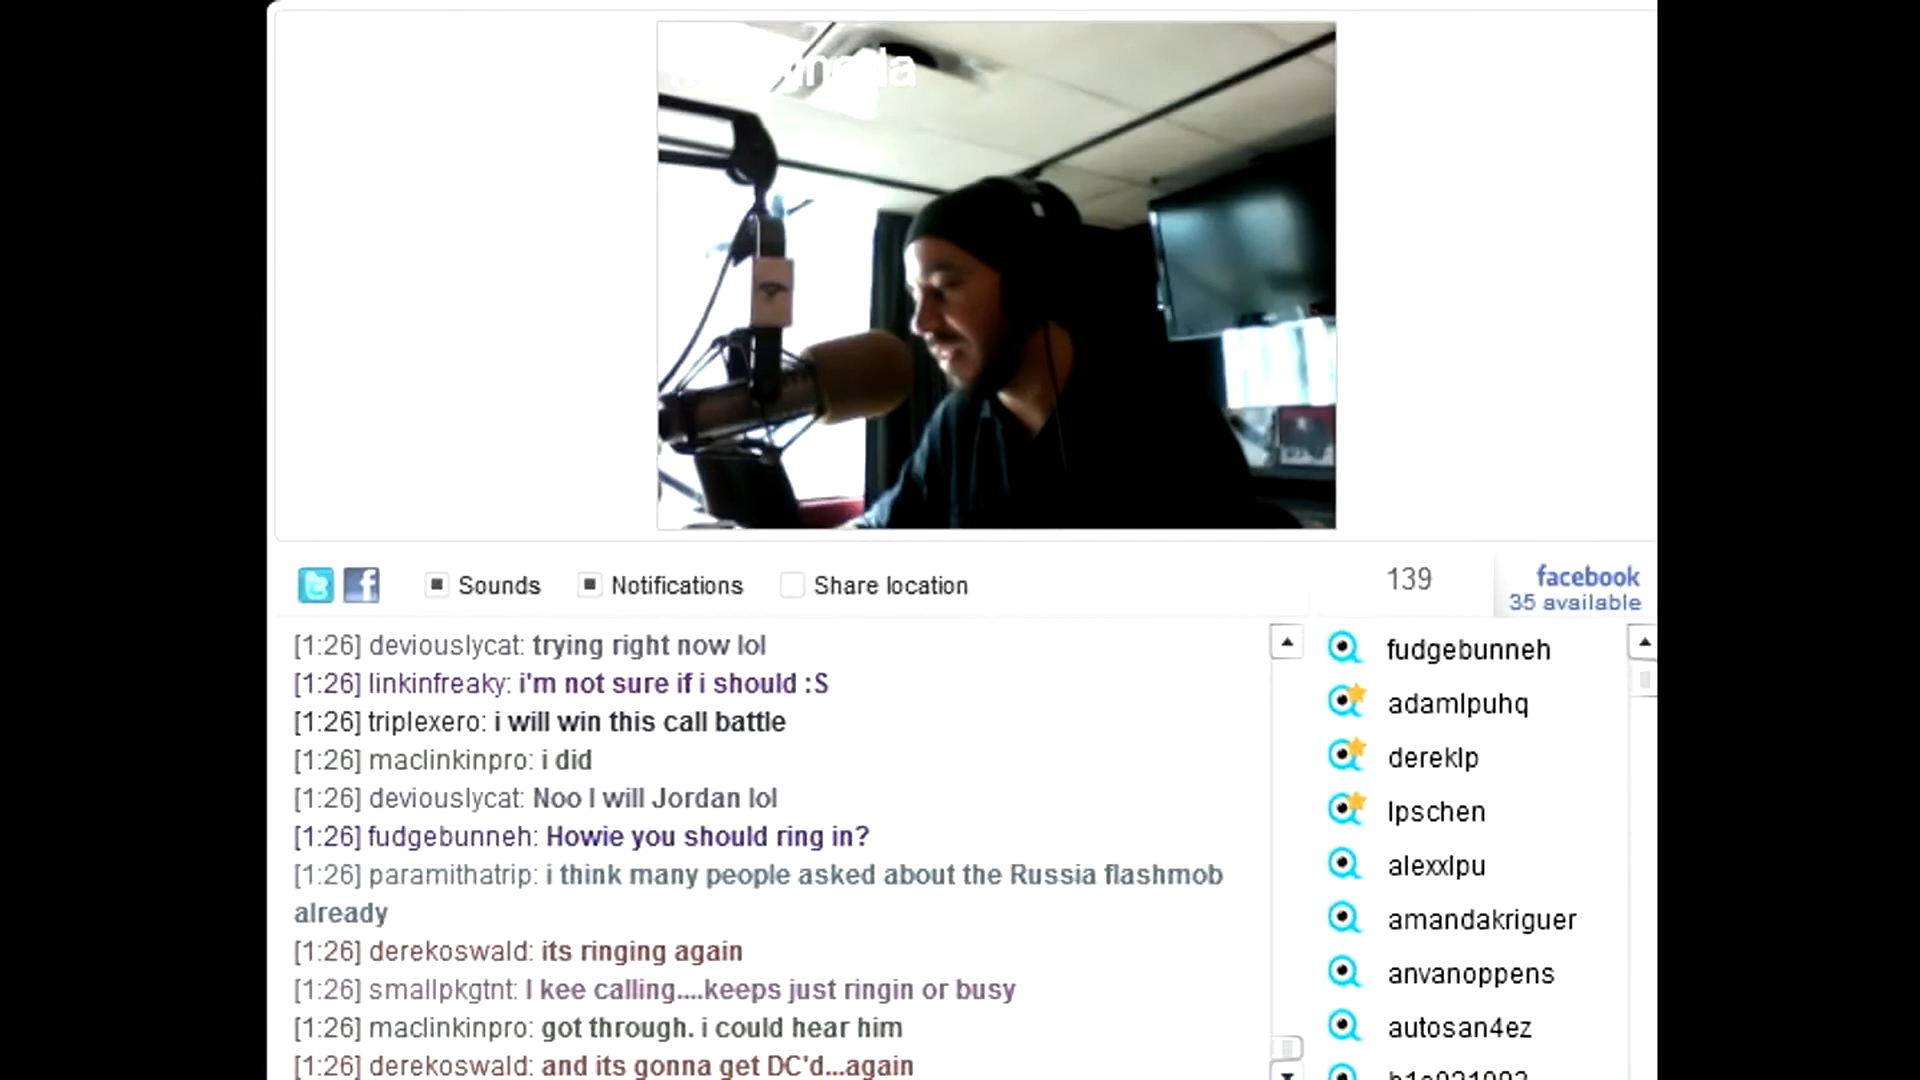 Sounds
Notifications
Share location
139
facebook
35 available
[1:26] deviouslycat: trying right now lol
[1:26] linkinfreaky: i'm not sure if i should :S
[1:26] triplexero: i will win this call battle
[1:26] maclinkinpro: i did
[1:26] deviouslycat: Noo I will Jordan lol
[1:26] fudgebunneh: Howie you should ring in?
[1:26] paramithatrip: i think many people asked about the Russia flashmob
already
[1:26] derekoswald: its ringing again
[1:26] smallpkgtnt: I kee calling....keeps just ringin or busy
[1:26] maclinkinpro: got through. i could hear him
[1:26] derekoswald: and its gonna get DC'd...again
fudgebunneh
adamlpuhq
dereklp
lpschen
alexxlpu
amandakriguer
anvanoppens
autosan4ez